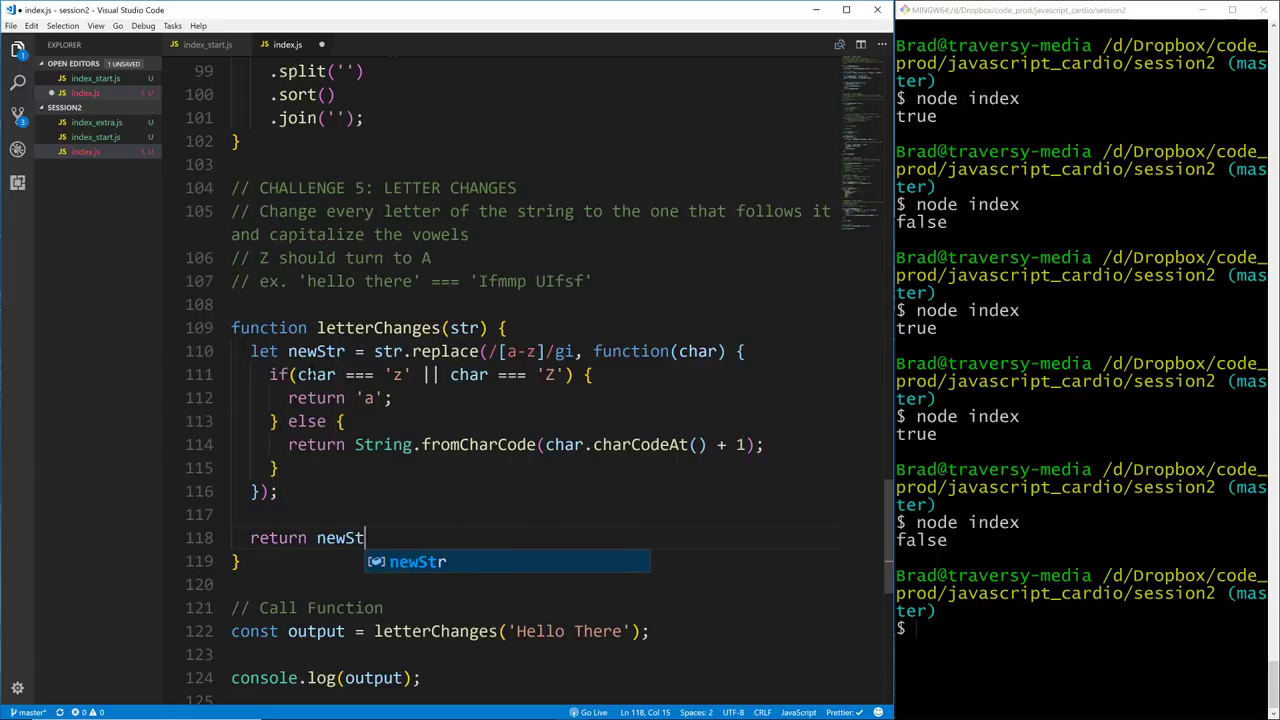 index.js - session2 - Visual Studio Code
File Edit Selection View Go Debug Tasks Help
EXPLORER
OPEN EDITORS 1 UNSAVED
index_start.js U
Index.js 1, U
SESSION2
index_extra.js U
index_start.js U
index.js 1, U
1
3
index_start.js index.js
99 .split('')
100 .sort()
101 .join('');
102 }
103
104 // CHALLENGE 5: LETTER CHANGES
105 // Change every letter of the string to the one that follows it
and capitalize the vowels
106 // Z should turn to A
107 // ex. 'hello there' === 'Ifmmp UIfsf'
108
109 function letterChanges(str) {
110 let newStr = str.replace(/[a-z]/gi, function(char) {
111 if(char === 'z' || char === 'Z') {
112 return 'a';
113 } else {
114 return String.fromCharCode(char.charCodeAt() + 1);
115 }
116 });
117
118 return newSt
newStr
119 }
120
121 // Call Function
122 const output = letterChanges('Hello There');
123
124 console.log(output);
125
master* 0 0 Go Live Ln 118, Col 15 Spaces: 2 UTF-8 CRLF JavaScript Prettier: ✓
MINGW64:/d/Dropbox/code_prod/javascript_cardio/session2
Brad@traversy-media /d/Dropbox/code_
prod/javascript_cardio/session2 (mas
ter)
$ node index
true
Brad@traversy-media /d/Dropbox/code_
prod/javascript_cardio/session2 (mas
ter)
$ node index
false
Brad@traversy-media /d/Dropbox/code_
prod/javascript_cardio/session2 (mas
ter)
$ node index
true
Brad@traversy-media /d/Dropbox/code_
prod/javascript_cardio/session2 (mas
ter)
$ node index
true
Brad@traversy-media /d/Dropbox/code_
prod/javascript_cardio/session2 (mas
ter)
$ node index
false
Brad@traversy-media /d/Dropbox/code_
prod/javascript_cardio/session2 (mas
ter)
$